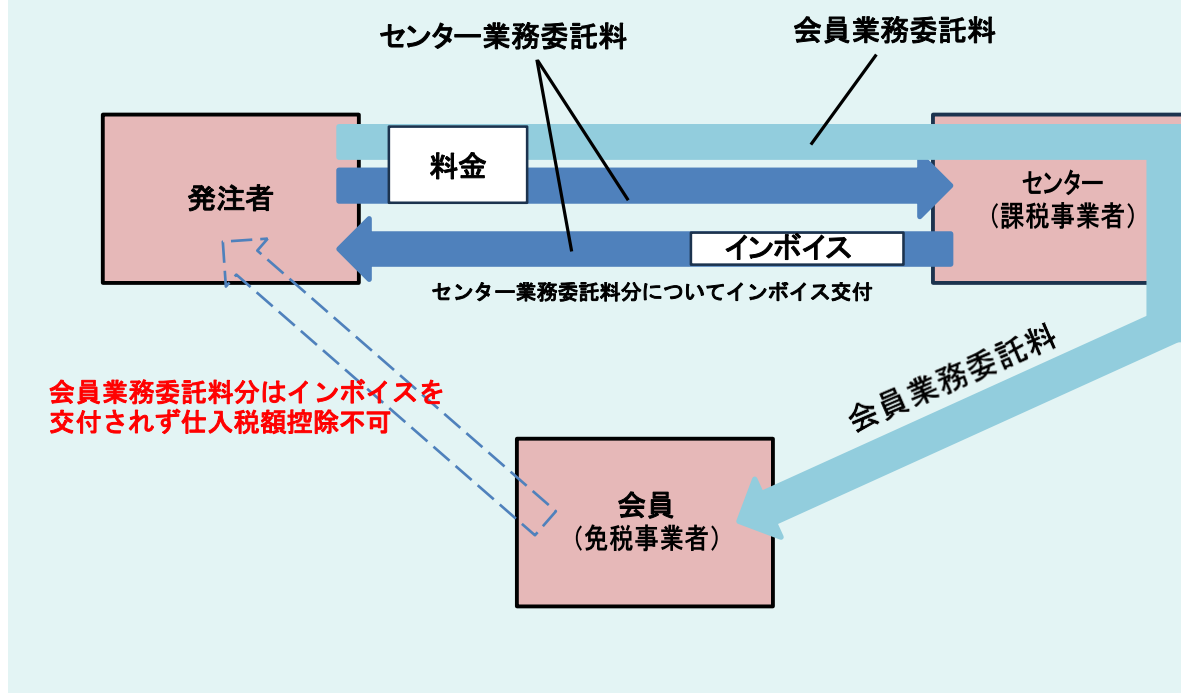 センター業務委託料
会員業務委託料
発注者
料金
センター
（課税事業者）
インボイス
センター業務委託料分についてインボイス交付
会員業務委託料
会員業務委託料分はインボイスを
交付されず仕入税額控除不可
会員
（免税事業者）